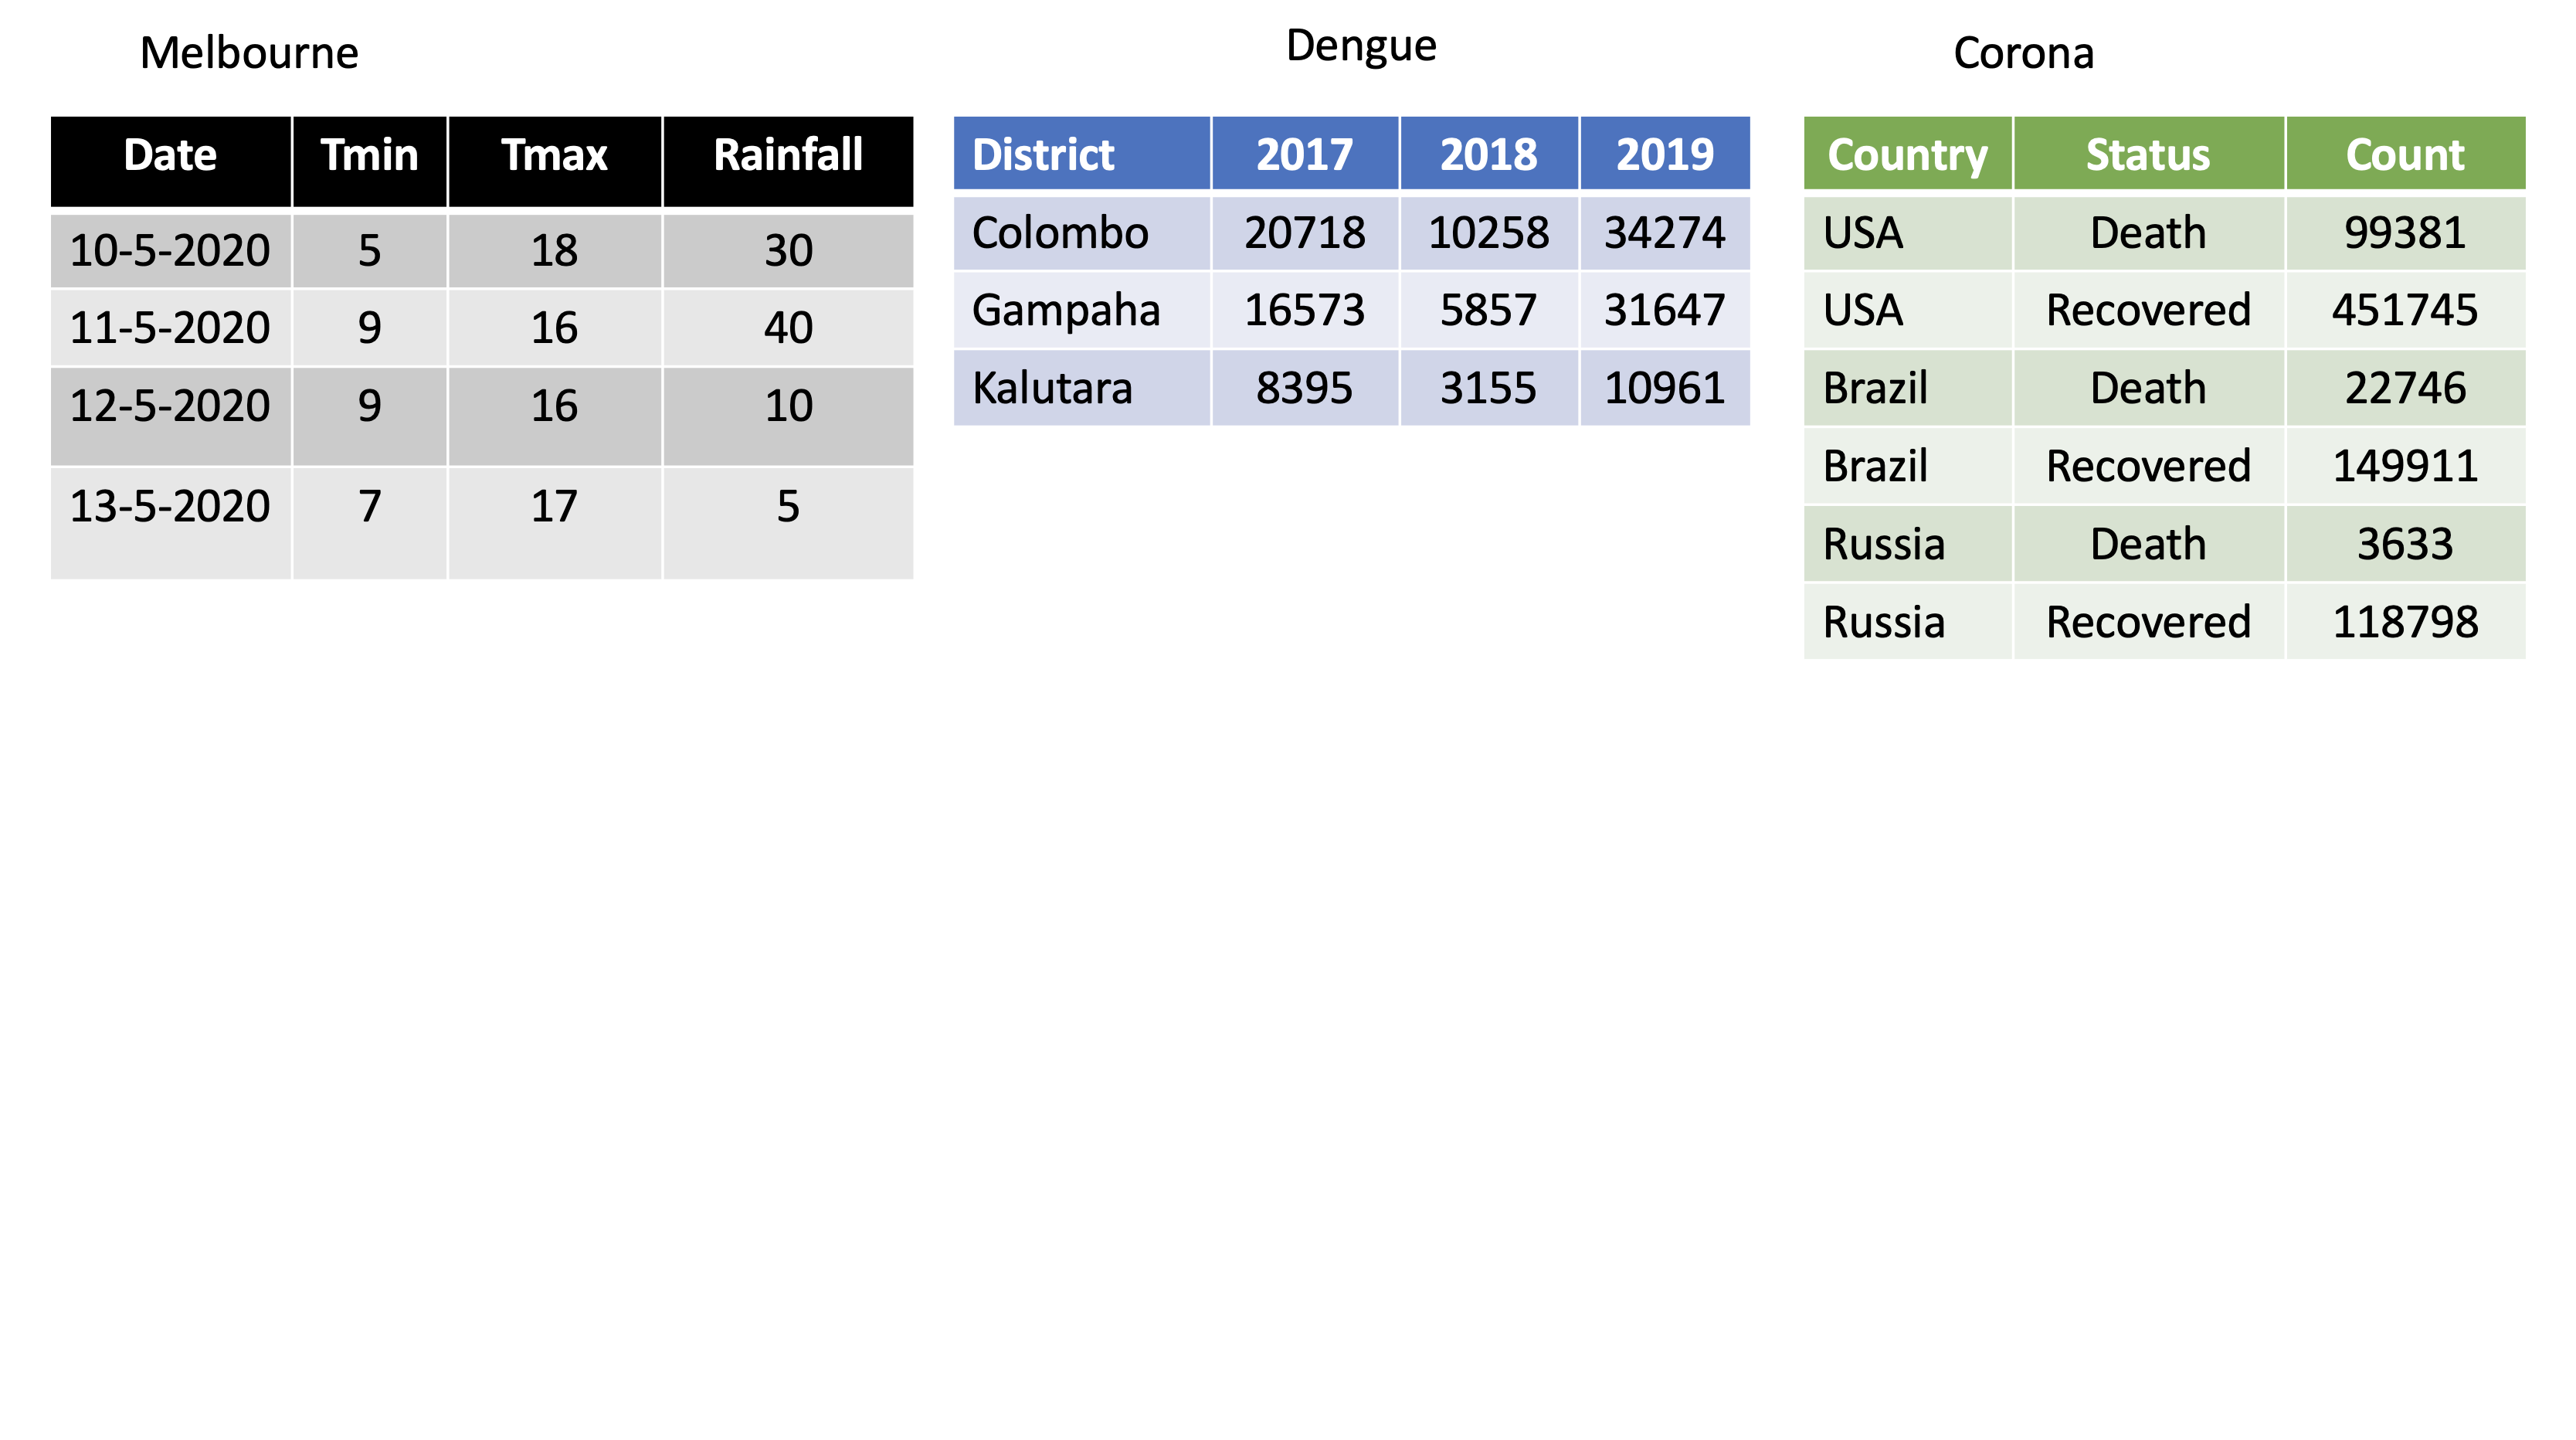 Melbourne
Date Tmin Tmax Rainfall
10-5-2020 5 18 30
11-5-2020 9 16 40
12-5-2020 9 16 10
13-5-2020 7 17 5
Dengue
District 2017 2018 2019
Colombo 20718 10258 34274
Gampaha 16573 5857 31647
Kalutara 8395 3155 10961
Corona
Country Status Count
USA Death 99381
USA Recovered 451745
Brazil Death 22746
Brazil Recovered 149911
Russia Death 3633
Russia Recovered 118798